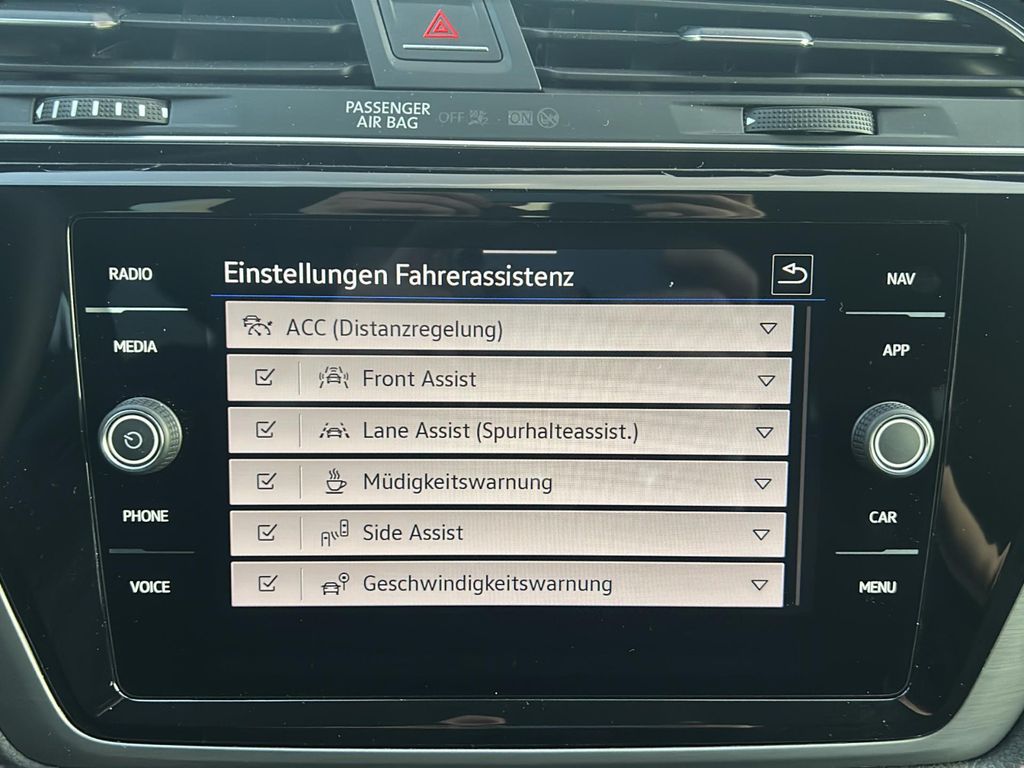 PASSENGER
AIR BAG OFF ON
RADIO
MEDIA
PHONE
VOICE
Einstellungen Fahrerassistenz
ACC (Distanzregelung)
Front Assist
Lane Assist (Spurhalteassist.)
Müdigkeitswarnung
Side Assist
Geschwindigkeitswarnung
NAV
APP
CAR
MENU